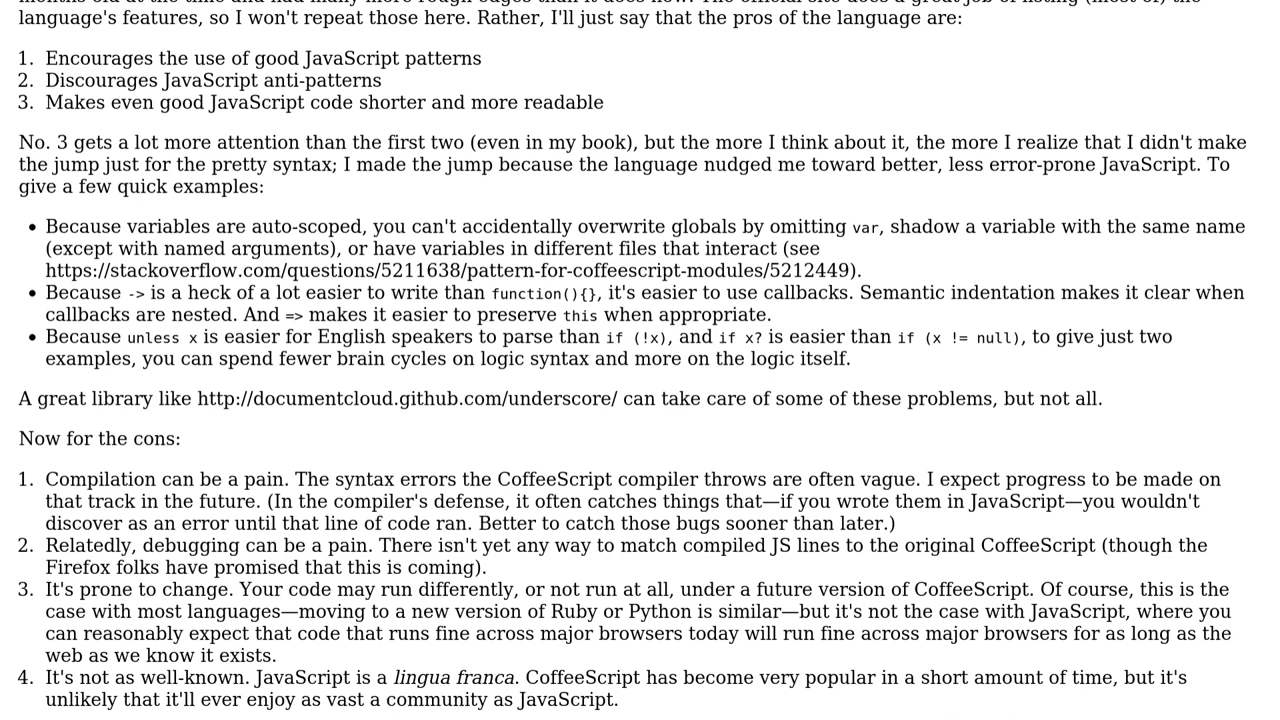 language's features, so I won't repeat those here. Rather, I'll just say that the pros of the language are:
1. Encourages the use of good JavaScript patterns
2. Discourages JavaScript anti-patterns
3. Makes even good JavaScript code shorter and more readable
No. 3 gets a lot more attention than the first two (even in my book), but the more I think about it, the more I realize that I didn't make
the jump just for the pretty syntax; I made the jump because the language nudged me toward better, less error-prone JavaScript. To
give a few quick examples:
• Because variables are auto-scoped, you can't accidentally overwrite globals by omitting var, shadow a variable with the same name
(except with named arguments), or have variables in different files that interact (see
https://stackoverflow.com/questions/5211638/pattern-for-coffeescript-modules/5212449).
• Because -> is a heck of a lot easier to write than function(){}, it's easier to use callbacks. Semantic indentation makes it clear when
callbacks are nested. And => makes it easier to preserve this when appropriate.
• Because unless x is easier for English speakers to parse than if (!x), and if x? is easier than if (x != null), to give just two
examples, you can spend fewer brain cycles on logic syntax and more on the logic itself.
A great library like http://documentcloud.github.com/underscore/ can take care of some of these problems, but not all.
Now for the cons:
1. Compilation can be a pain. The syntax errors the CoffeeScript compiler throws are often vague. I expect progress to be made on
that track in the future. (In the compiler's defense, it often catches things that—if you wrote them in JavaScript—you wouldn't
discover as an error until that line of code ran. Better to catch those bugs sooner than later.)
2. Relatedly, debugging can be a pain. There isn't yet any way to match compiled JS lines to the original CoffeeScript (though the
Firefox folks have promised that this is coming).
3. It's prone to change. Your code may run differently, or not run at all, under a future version of CoffeeScript. Of course, this is the
case with most languages—moving to a new version of Ruby or Python is similar—but it's not the case with JavaScript, where you
can reasonably expect that code that runs fine across major browsers today will run fine across major browsers for as long as the
web as we know it exists.
4. It's not as well-known. JavaScript is a lingua franca. CoffeeScript has become very popular in a short amount of time, but it's
unlikely that it'll ever enjoy as vast a community as JavaScript.